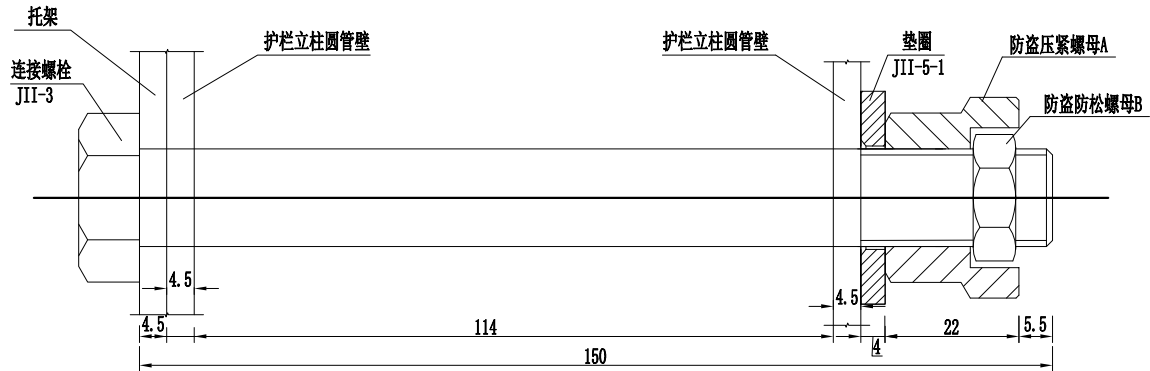 托架
护栏立柱圆管壁
护栏立柱圆管壁
垫圈
JII-5-1
防盗压紧螺母A
连接螺栓
JII-3
防盗防松螺母B
4.5
4.5
4.5
114
4
22
5.5
150